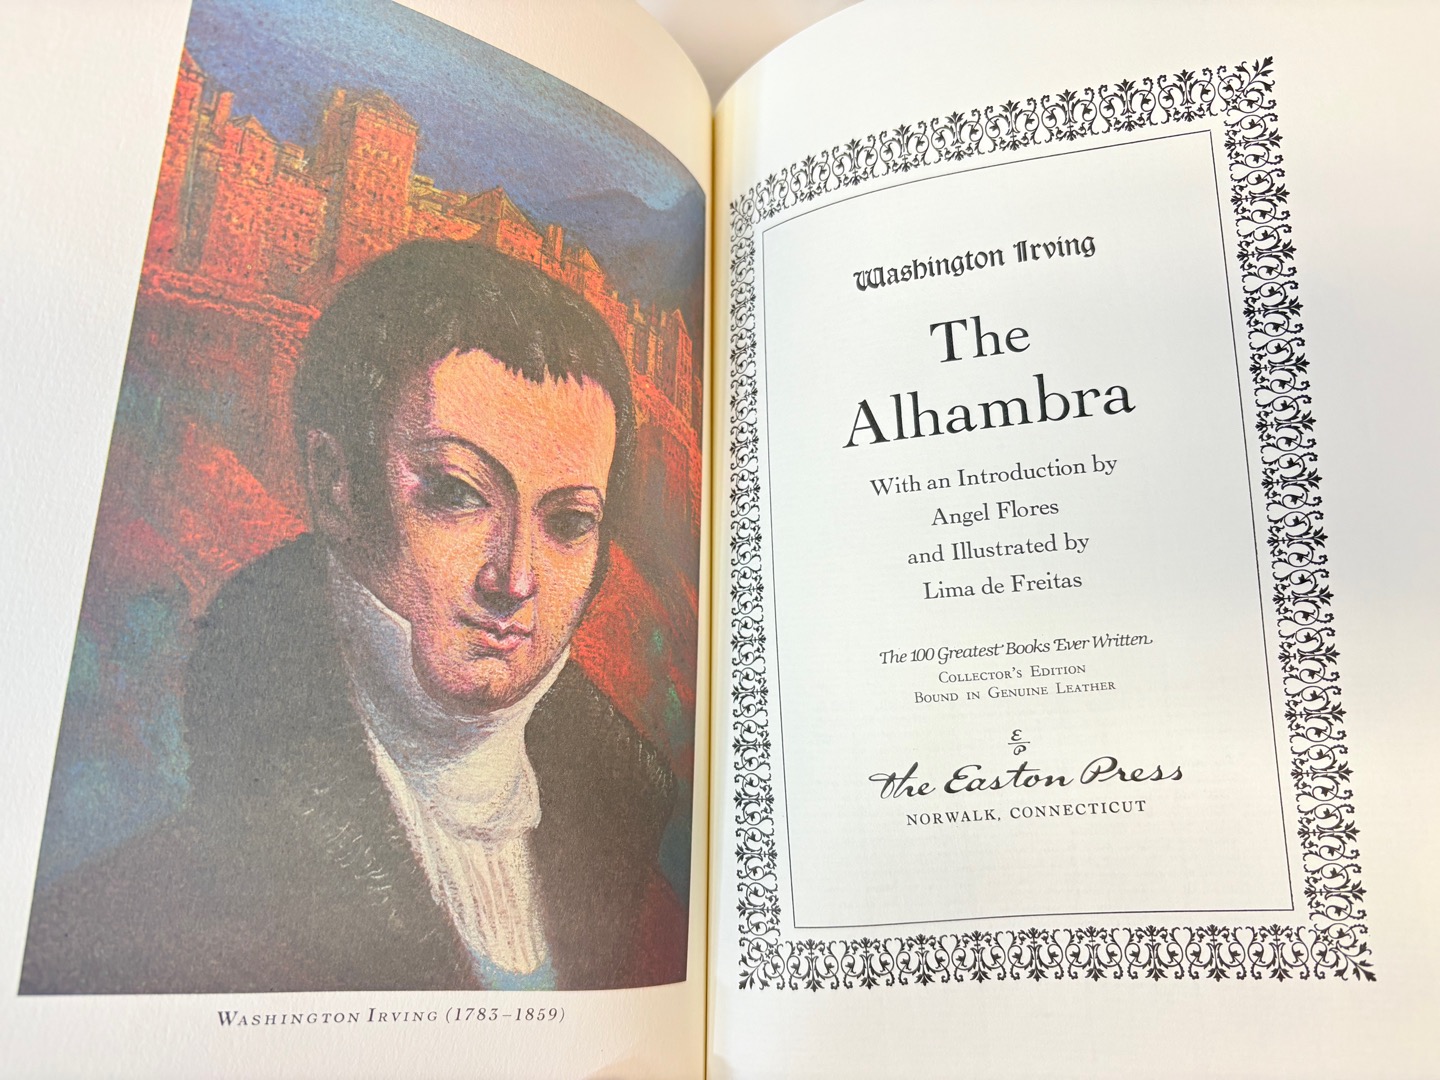 WASHINGTON IRVING (1783–1859)
Washington Irving
The
Alhambra
With an Introduction by
Angel Flores
and Illustrated by
Lima de Freitas
The 100 Greatest Books Ever Written
COLLECTOR'S EDITION
BOUND IN GENUINE LEATHER
E
P
The Easton Press
NORWALK, CONNECTICUT